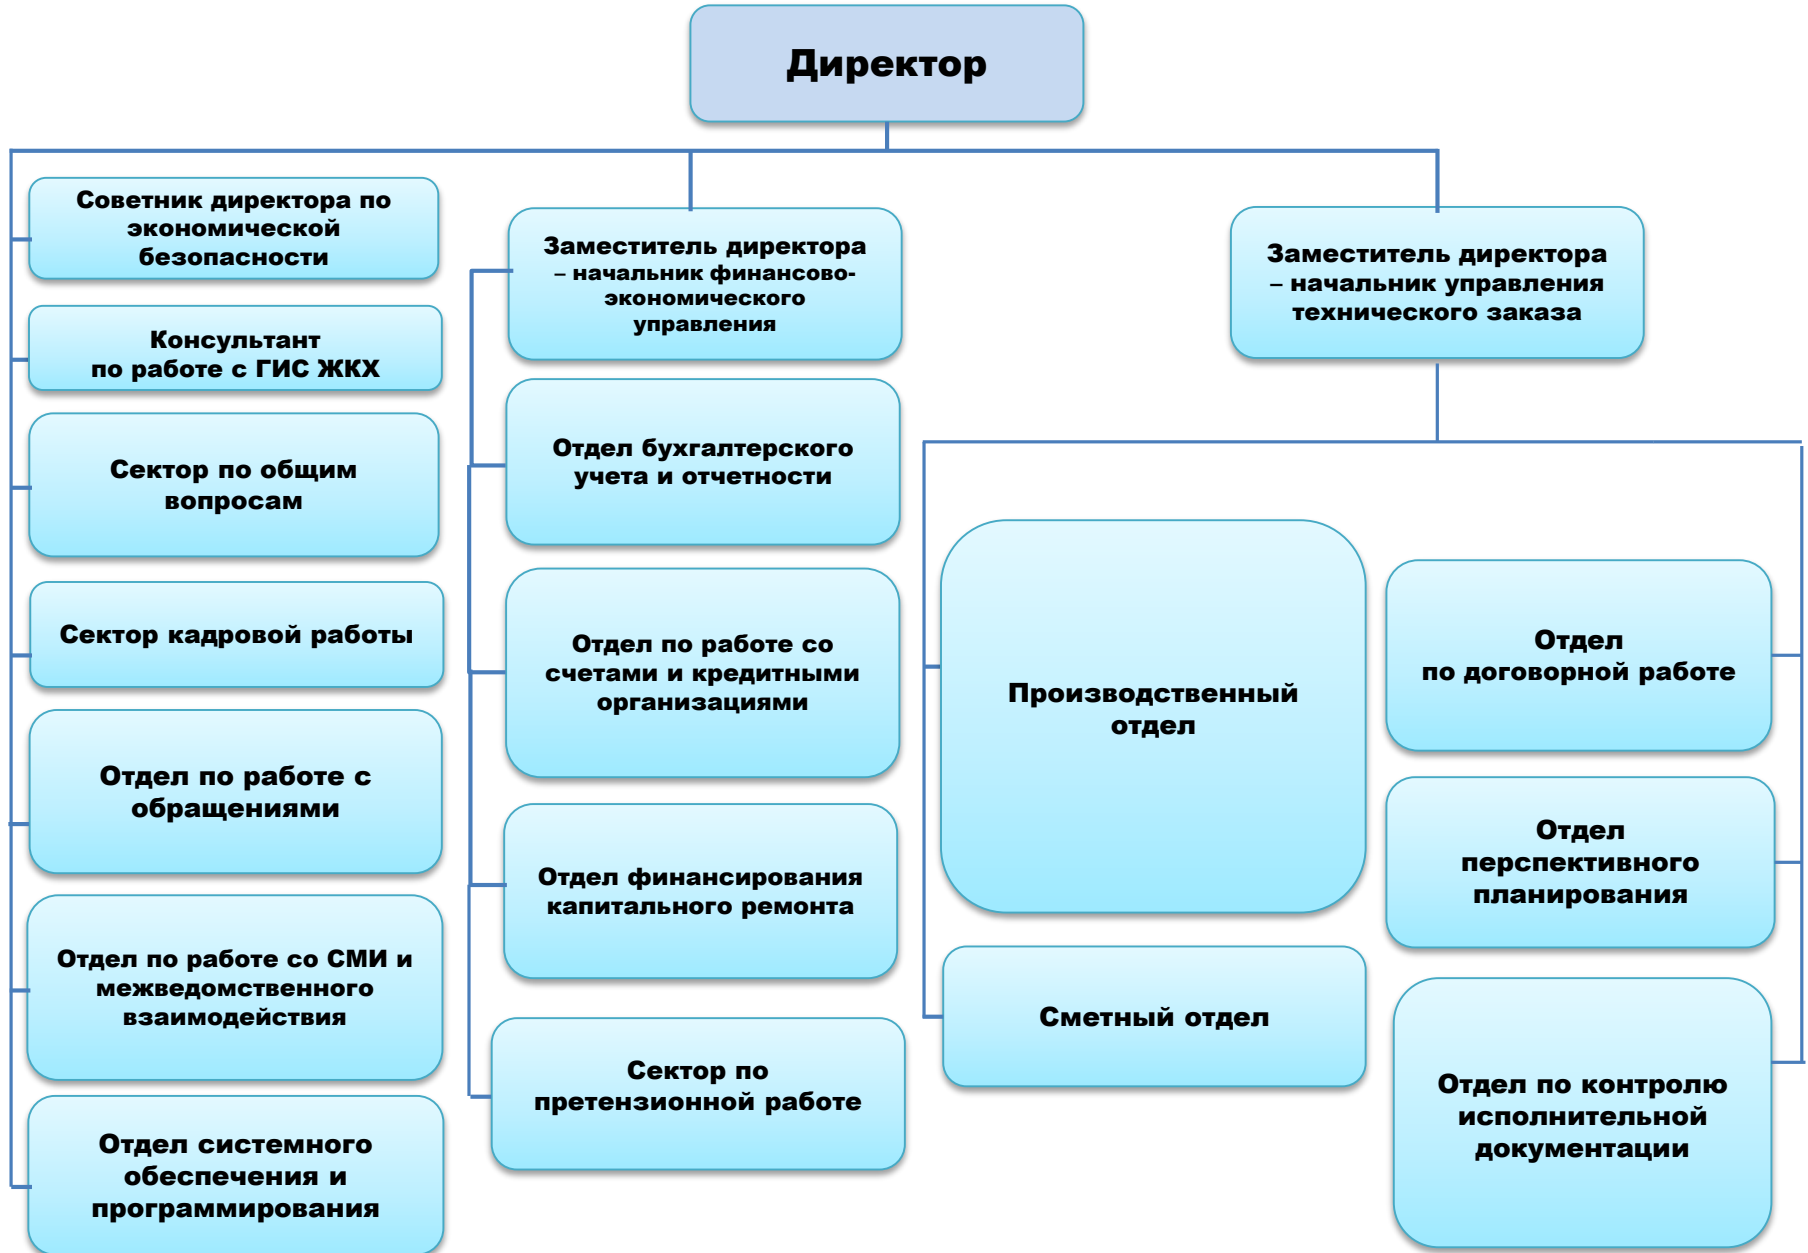 Директор
Советник директора по
экономической
безопасности
Консультант
по работе с ГИС ЖКХ
Сектор по общим
вопросам
Сектор кадровой работы
Отдел по работе с
обращениями
Отдел по работе со СМИ и
межведомственного
взаимодействия
Отдел системного
обеспечения и
программирования
Заместитель директора
– начальник финансово-
экономического
управления
Отдел бухгалтерского
учета и отчетности
Отдел по работе со
счетами и кредитными
организациями
Отдел финансирования
капитального ремонта
Сектор по
претензионной работе
Заместитель директора
– начальник управления
технического заказа
Производственный
отдел
Сметный отдел
Отдел
по договорной работе
Отдел
перспективного
планирования
Отдел по контролю
исполнительной
документации